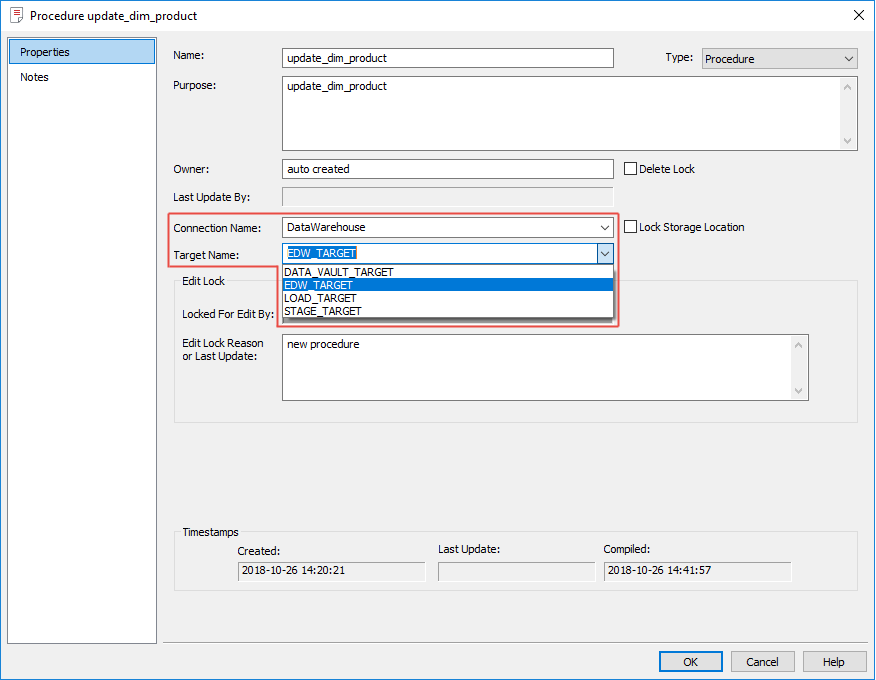 Procedure update_dim_product
Properties
Notes
Name: update_dim_product Type: Procedure
Purpose: update_dim_product
Owner: auto created Delete Lock
Last Update By:
Connection Name: DataWarehouse Lock Storage Location
Target Name: EDW_TARGET
DATA_VAULT_TARGET
EDW_TARGET
LOAD_TARGET
STAGE_TARGET
Edit Lock
Locked For Edit By:
Edit Lock Reason
or Last Update:
new procedure
Timestamps
Created: Last Update: Compiled:
2018-10-26 14:20:21 2018-10-26 14:41:57
OK Cancel Help